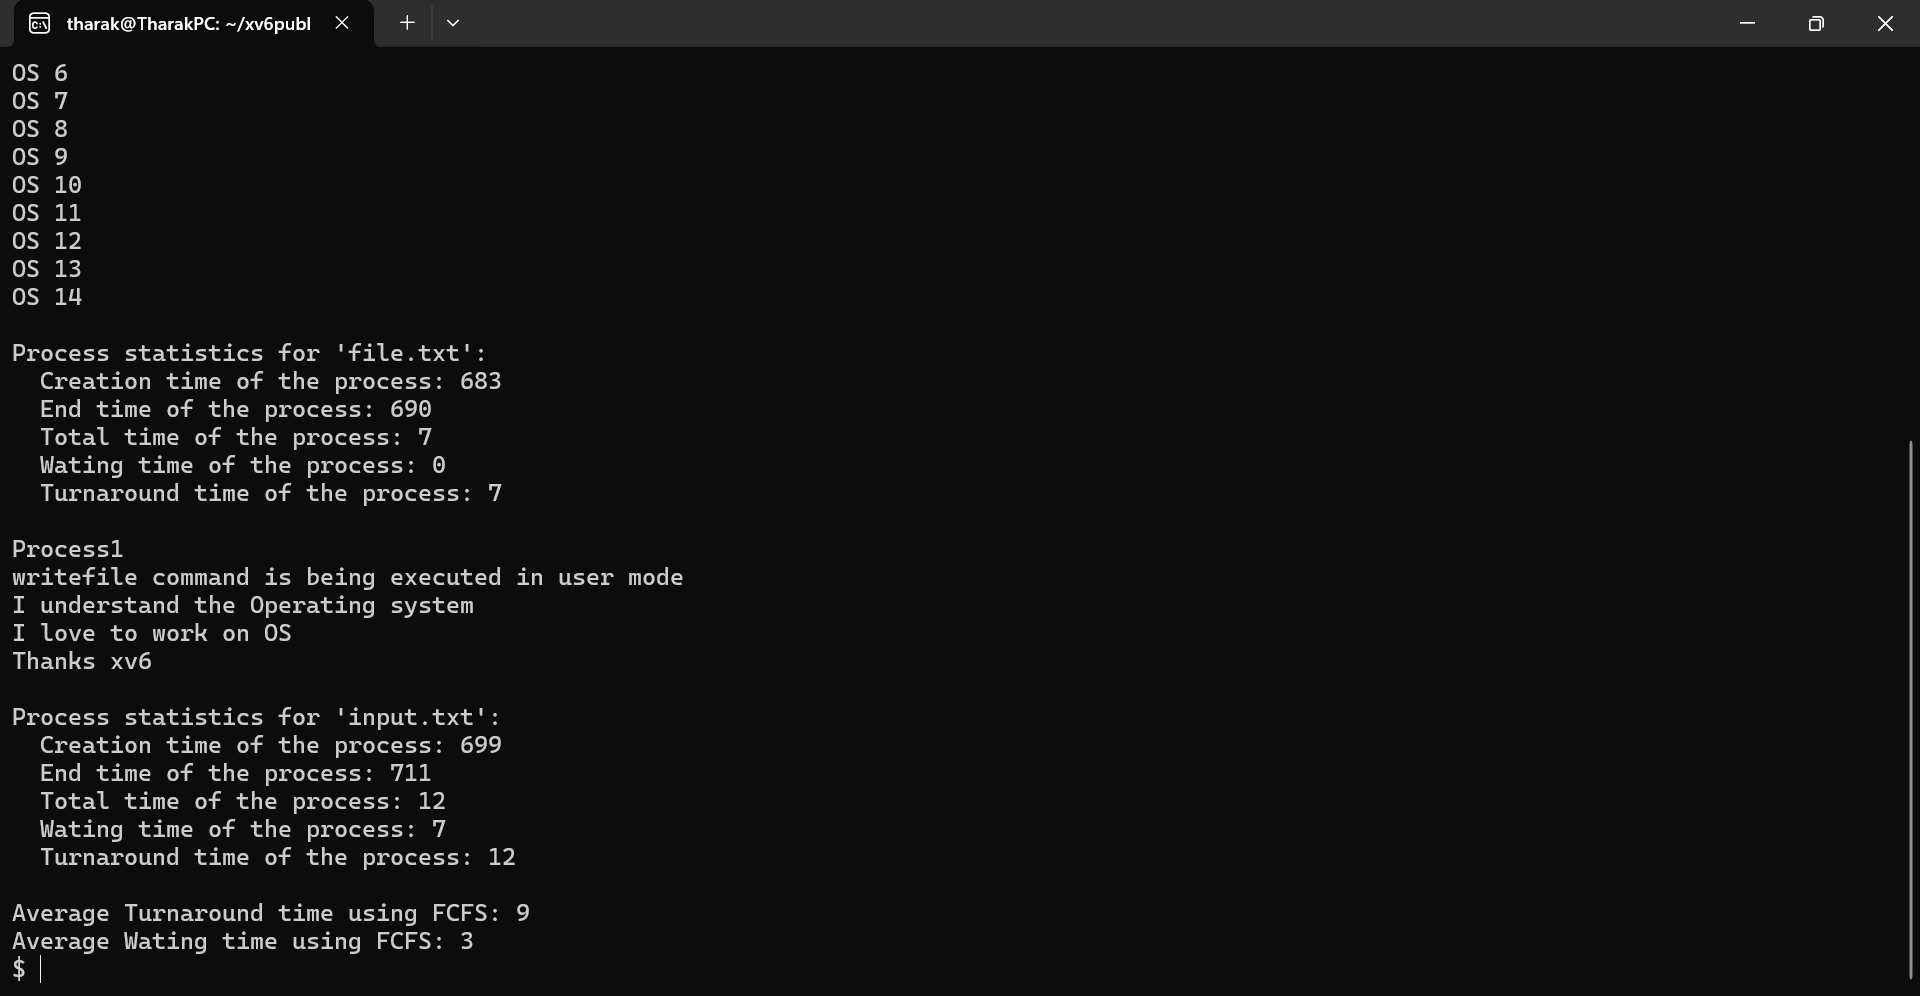 tharak@TharakPC: ~/xv6publ
OS 6
OS 7
OS 8
OS 9
OS 10
OS 11
OS 12
OS 13
OS 14
Process statistics for 'file.txt':
Creation time of the process: 683
End time of the process: 690
Total time of the process: 7
Wating time of the process: 0
Turnaround time of the process: 7
Process1
writefile command is being executed in user mode
I understand the Operating system
I love to work on OS
Thanks xv6
Process statistics for 'input.txt':
Creation time of the process: 699
End time of the process: 711
Total time of the process: 12
Wating time of the process: 7
Turnaround time of the process: 12
Average Turnaround time using FCFS: 9
Average Wating time using FCFS: 3
$